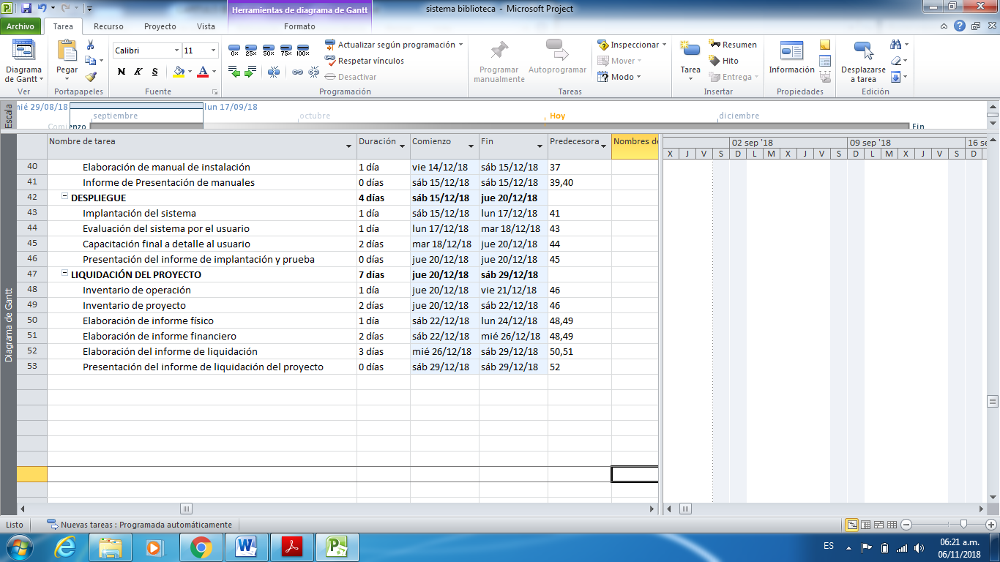 Herramientas de diagrama de Gantt
sistema biblioteca - Microsoft Project
Archivo Tarea Recurso Proyecto Vista Formato
Diagrama de Gantt
Ver
Pegar
Portapapeles
Calibri 11
N K S A
Fuente
0% 25% 50% 75% 100%
Actualizar según programación
Respetar vínculos
Desactivar
Programación
Programar manualmente
Autoprogramar
Inspeccionar
Mover
Modo
Tareas
Tarea
Resumen
Hito
Entrega
Insertar
Información
Propiedades
Desplazarse a tarea
Edición
Escala
mié 29/08/18 lun 17/09/18
septiembre octubre Hoy diciembre
Comienzo Fin
Diagrama de Gantt
Nombre de tarea Duración Comienzo Fin Predecesora Nombres de
02 sep '18 09 sep '18 16 se
X J V S D L M X J V S D L M X J V S D
40 Elaboración de manual de instalación 1 día vie 14/12/18 sáb 15/12/18 37
41 Informe de Presentación de manuales 0 días sáb 15/12/18 sáb 15/12/18 39,40
42 DESPLIEGUE 4 días sáb 15/12/18 jue 20/12/18
43 Implantación del sistema 1 día sáb 15/12/18 lun 17/12/18 41
44 Evaluación del sistema por el usuario 1 día lun 17/12/18 mar 18/12/18 43
45 Capacitación final a detalle al usuario 2 días mar 18/12/18 jue 20/12/18 44
46 Presentación del informe de implantación y prueba 0 días jue 20/12/18 jue 20/12/18 45
47 LIQUIDACIÓN DEL PROYECTO 7 días jue 20/12/18 sáb 29/12/18
48 Inventario de operación 1 día jue 20/12/18 vie 21/12/18 46
49 Inventario de proyecto 2 días jue 20/12/18 sáb 22/12/18 46
50 Elaboración de informe físico 1 día sáb 22/12/18 lun 24/12/18 48,49
51 Elaboración de informe financiero 2 días sáb 22/12/18 mié 26/12/18 48,49
52 Elaboración del informe de liquidación 3 días mié 26/12/18 sáb 29/12/18 50,51
53 Presentación del informe de liquidación del proyecto 0 días sáb 29/12/18 sáb 29/12/18 52
Listo Nuevas tareas : Programada automáticamente
ES 06:21 a.m.
06/11/2018